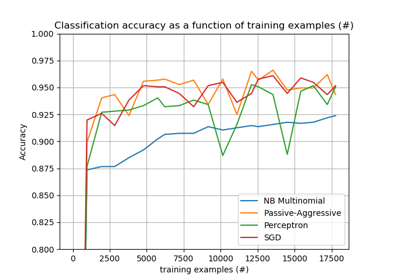 Classification accuracy as a function of training examples (#)
1.000
0.975
0.950
0.925
0.900
0.875
0.850
0.825
0.800
Accuracy
NB Multinomial
Passive-Aggressive
Perceptron
SGD
0 2500 5000 7500 10000 12500 15000 17500
training examples (#)